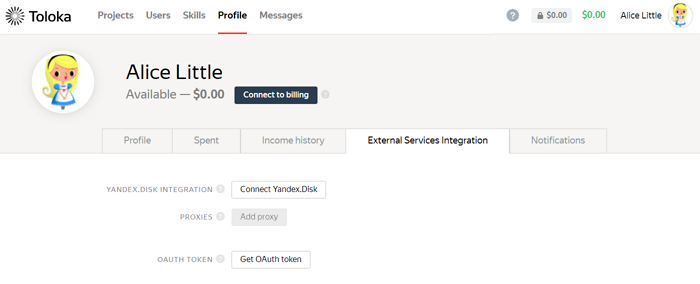 Toloka Projects Users Skills Profile Messages ? $0.00 $0.00 Alice Little
Alice Little
Available — $0.00 Connect to billing ?
Profile Spent Income history External Services Integration Notifications
YANDEX.DISK INTEGRATION ? Connect Yandex.Disk
PROXIES ? Add proxy
OAUTH TOKEN ? Get OAuth token